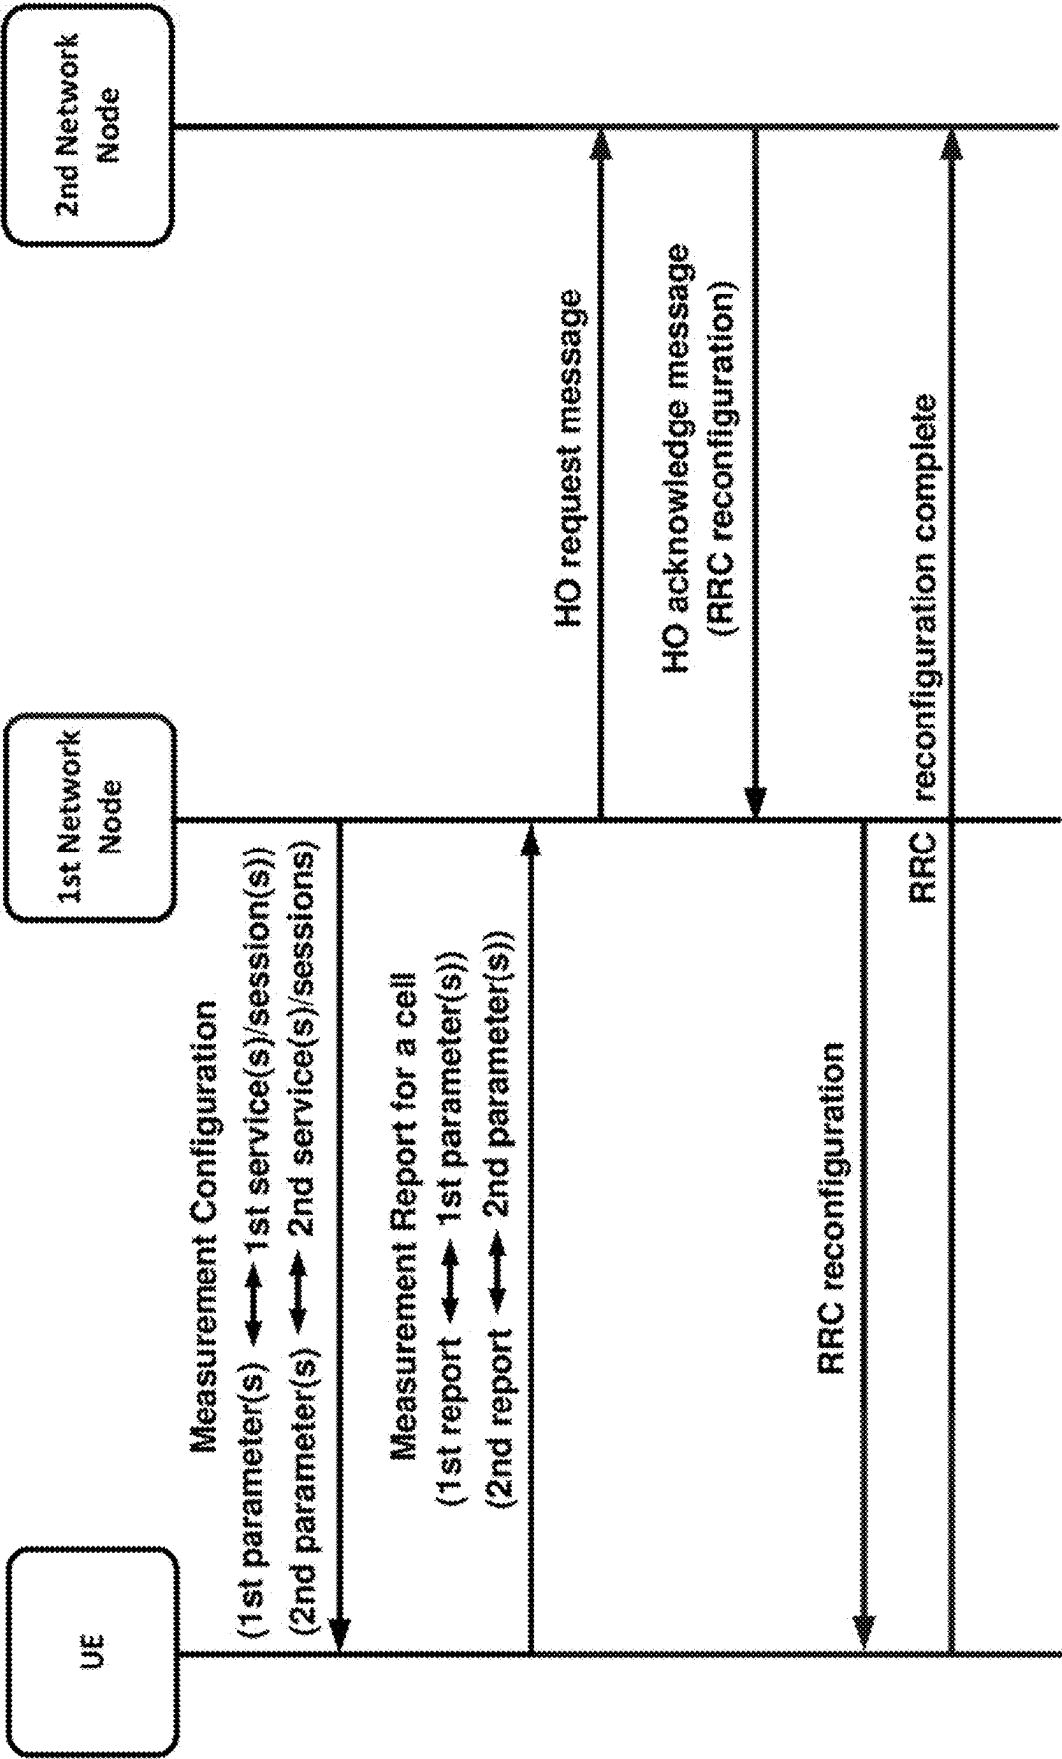 UE
1st Network
Node
2nd Network
Node
Measurement Configuration
(1st parameter(s) 1st service(s)/session(s))
(2nd parameter(s) 2nd service(s)/sessions)
Measurement Report for a cell
(1st report 1st parameter(s))
(2nd report 2nd parameter(s))
HO request message
HO acknowledge message
(RRC reconfiguration)
RRC reconfiguration
RRC reconfiguration complete